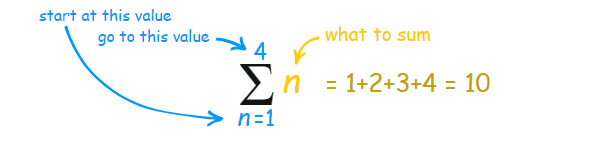 start at this value
go to this value
what to sum
4
Σ n = 1+2+3+4 = 10
n=1